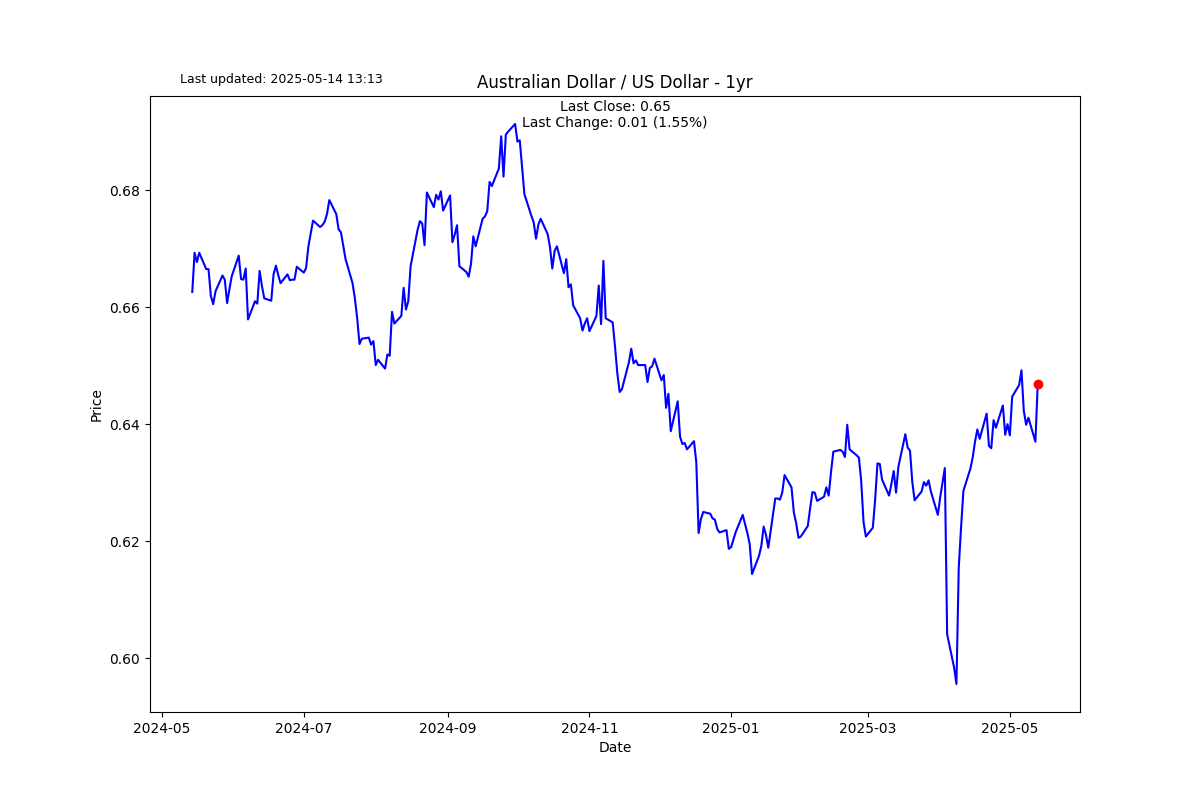 Last updated: 2025-05-14 13:13
Australian Dollar / US Dollar - 1yr
Last Close: 0.65
Last Change: 0.01 (1.55%)
Price
0.68
0.66
0.64
0.62
0.60
2024-05
2024-07
2024-09
2024-11
2025-01
2025-03
2025-05
Date